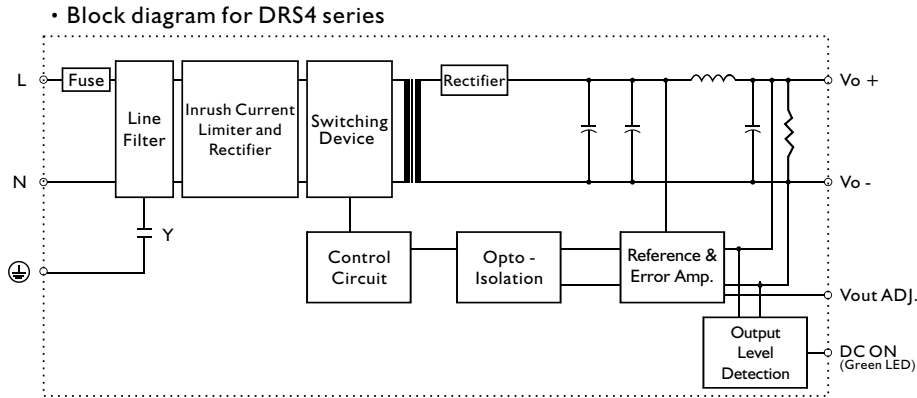 • Block diagram for DRS4 series
L
Fuse
Line
Filter
Inrush Current
Limiter and
Rectifier
Switching
Device
Rectifier
Vo +
N
Vo -
Y
Control
Circuit
Opto -
Isolation
Reference &
Error Amp.
Vout ADJ.
Output
Level
Detection
DC ON
(Green LED)